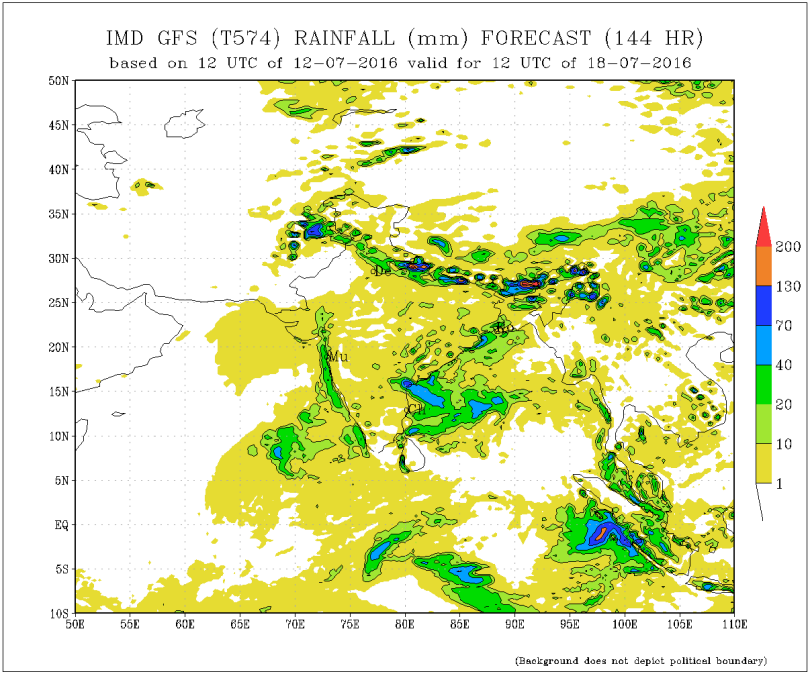 IMD GFS (T574) RAINFALL (mm) FORECAST (144 HR)
based on 12 UTC of 12-07-2016 valid for 12 UTC of 18-07-2016
50N
45N
40N
35N
30N
25N
20N
15N
10N
5N
EQ
5S
10S
De
Ko
Mu
50E 55E 60E 65E 70E 75E 80E 85E 90E 95E 100E 105E 110E
200
130
70
40
20
10
1
(Background does not depict political boundary)